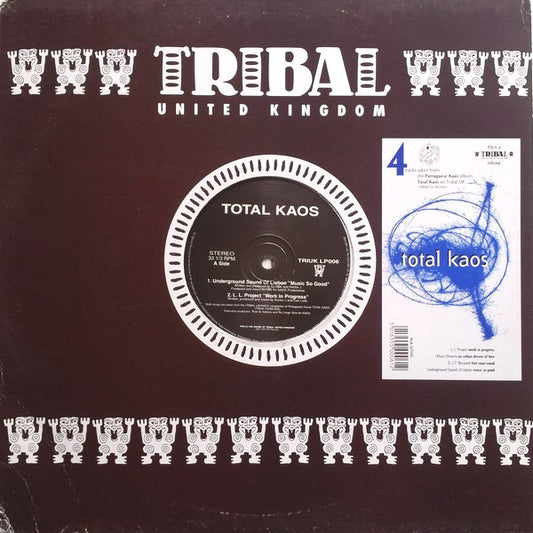 TRIBAL
UNITED KINGDOM
TOTAL KAOS
STEREO
33 1/3 RPM
A Side
TRIUK LP006
1. Underground Sound Of Lisbon "Music So Good"
2. L. L. Project "Work In Progress"
4
tracks taken from
the Portuguese Kaos album
Total Kaos on Tribal UK
TRIBAL
release
total kaos
L. L. Project work in progress
Urban Dreams an urban dream of love
Underground Sound of Lisbon music so good